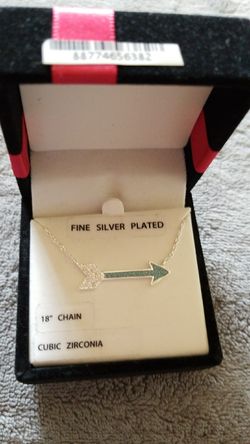 88774656382
FINE SILVER PLATED
18" CHAIN
CUBIC ZIRCONIA